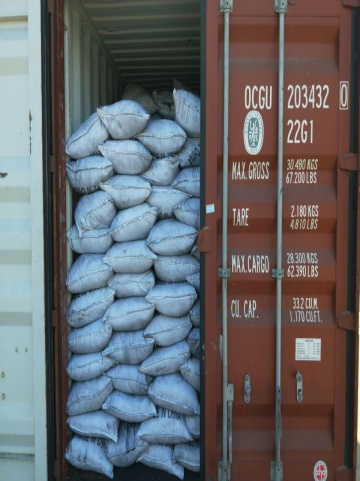 OCGU 203432 0
22G1
MAX.GROSS 30.480 KGS
67.200 LBS
TARE 2.180 KGS
4.810 LBS
MAX.CARGO 28.300 KGS
62.390 LBS
CU. CAP. 33.2 CU.M.
1.170 CU.FT.